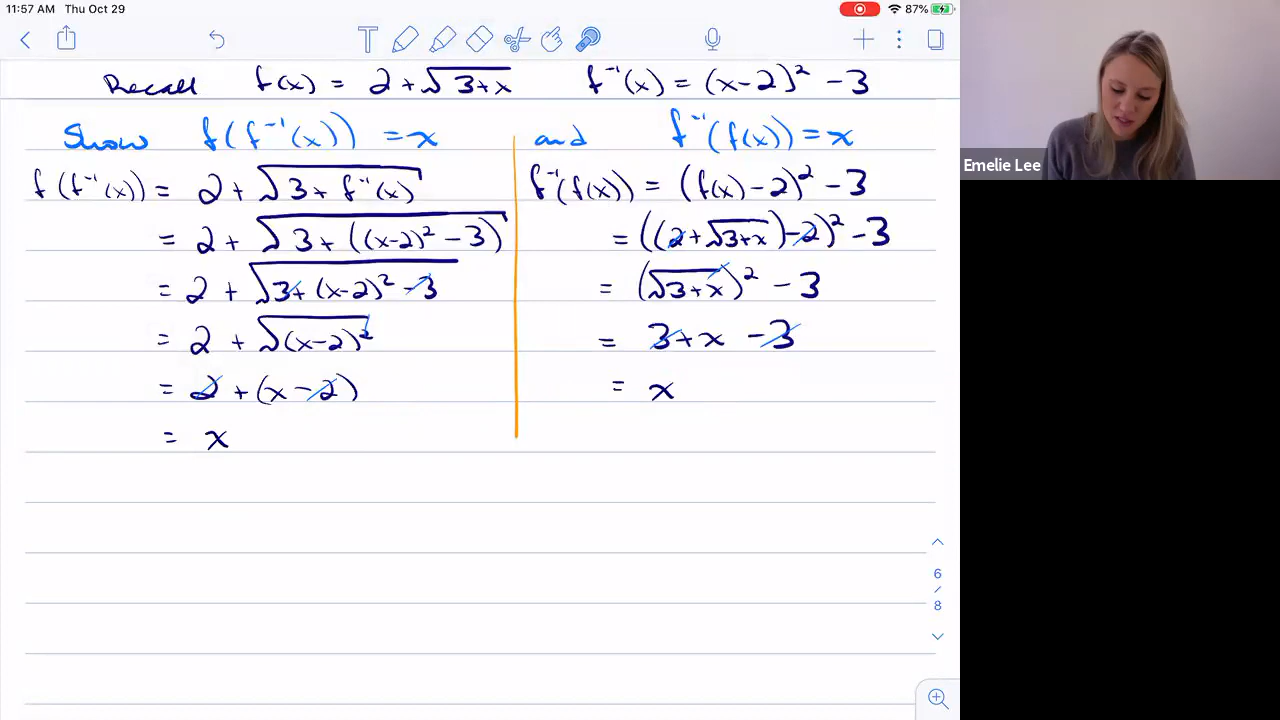 11:57 AM Thu Oct 29
87%
Recall f(x) = 2 + √(3+x) f⁻¹(x) = (x-2)² - 3
Show f(f⁻¹(x)) = x and f⁻¹(f(x)) = x
f(f⁻¹(x)) = 2 + √(3 + f⁻¹(x))
= 2 + √(3 + ((x-2)² - 3))
= 2 + √(3 + (x-2)² - 3)
= 2 + √((x-2)²)
= 2 + (x - 2)
= x
f⁻¹(f(x)) = (f(x) - 2)² - 3
= ((2 + √(3+x)) - 2)² - 3
= (√(3+x))² - 3
= 3 + x - 3
= x
6
/
8
Emelie Lee